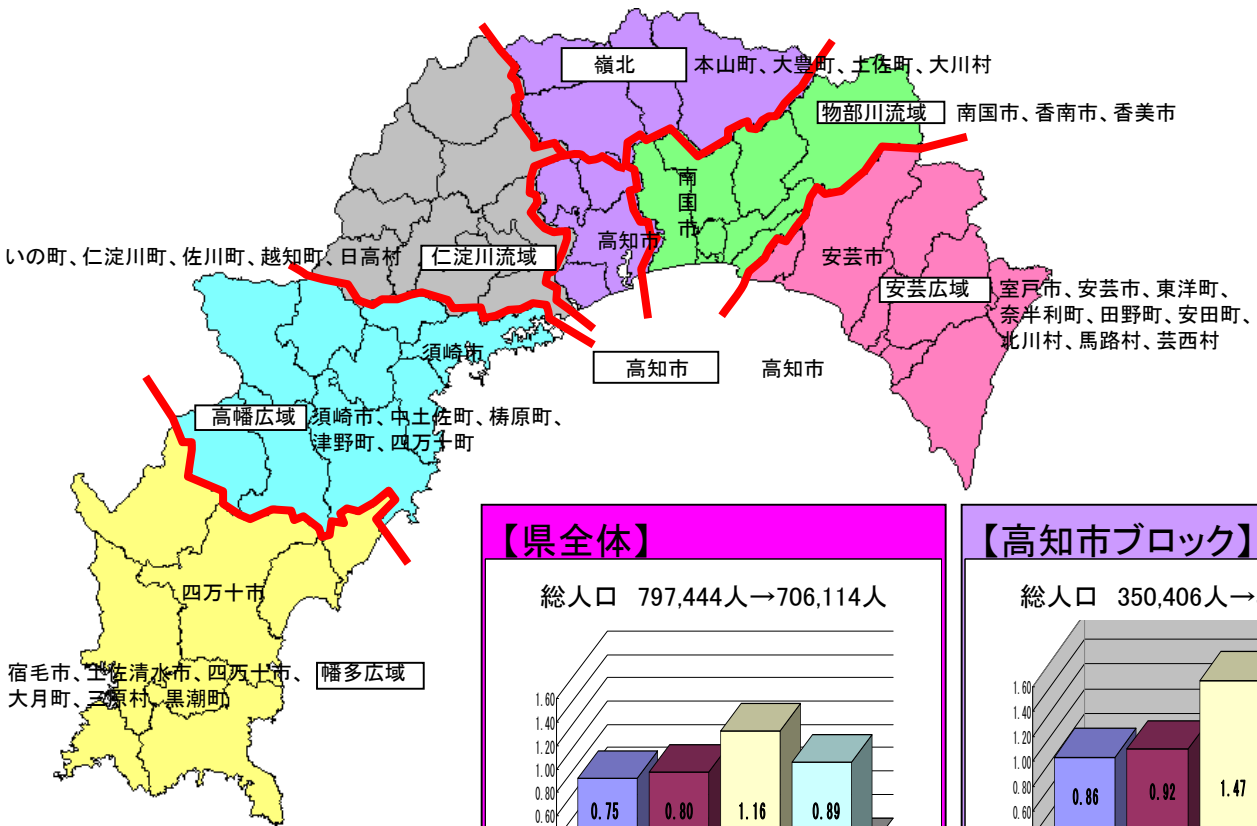 嶺北
本山町、大豊町、土佐町、大川村
物部川流域
南国市、香南市、香美市
南国市
高知市
いの町、仁淀川町、佐川町、越知町、日高村
仁淀川流域
安芸市
安芸広域
室戸市、安芸市、東洋町、
奈半利町、田野町、安田町、
北川村、馬路村、芸西村
須崎市
高知市
高知市
高幡広域
須崎市、中土佐町、梼原町、
津野町、四万十町
四万十市
宿毛市、土佐清水市、四万十市、
大月町、三原村、黒潮町
幡多広域
【県全体】
総人口 797,444人→706,114人
1.60
1.40
1.20
1.00
0.80
0.60
0.75
0.80
1.16
0.89
【高知市ブロック】
総人口 350,406人→
1.60
1.40
1.20
1.00
0.80
0.60
0.86
0.92
1.47